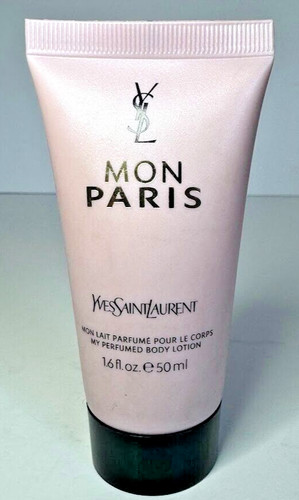 YSL
MON
PARIS
YVESSAINTLAURENT
MON LAIT PARFUMÉ POUR LE CORPS
MY PERFUMED BODY LOTION
1.6 fl. oz. ℮ 50 ml